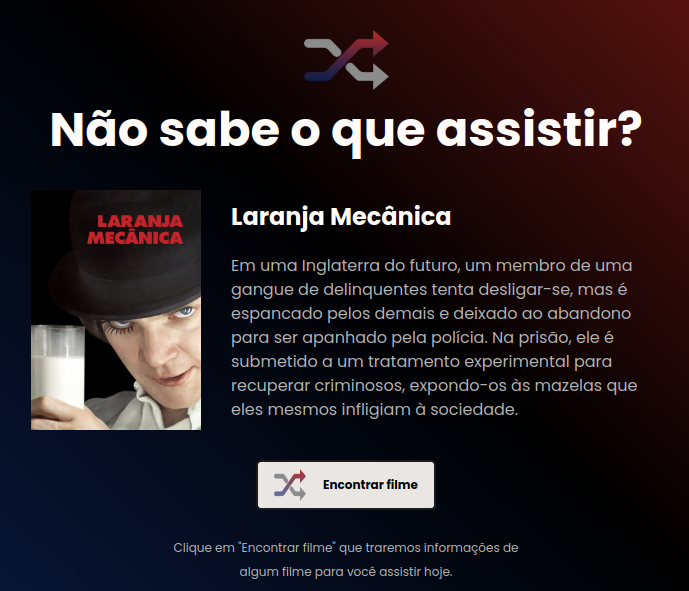 Não sabe o que assistir?
LARANJA
MECÂNICA
Laranja Mecânica
Em uma Inglaterra do futuro, um membro de uma
gangue de delinquentes tenta desligar-se, mas é
espancado pelos demais e deixado ao abandono
para ser apanhado pela polícia. Na prisão, ele é
submetido a um tratamento experimental para
recuperar criminosos, expondo-os às mazelas que
eles mesmos infligiam à sociedade.
Encontrar filme
Clique em "Encontrar filme" que traremos informações de
algum filme para você assistir hoje.